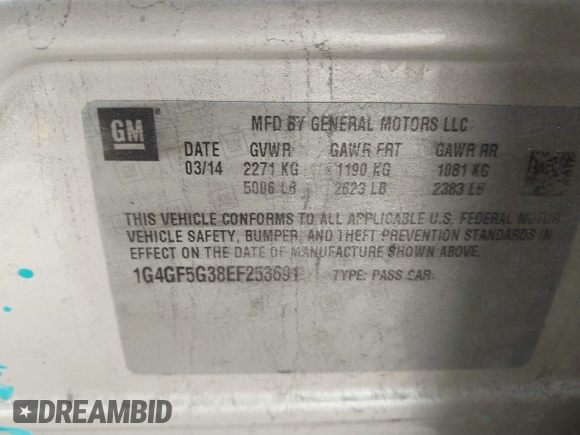 GM
MFD BY GENERAL MOTORS LLC
DATE GVWR GAWR FRT GAWR RR
03/14 2271 KG 1190 KG 1081 KG
5006 LB 2623 LB 2383 LB
THIS VEHICLE CONFORMS TO ALL APPLICABLE U.S. FEDERAL MOTOR
VEHICLE SAFETY, BUMPER, AND THEFT PREVENTION STANDARDS IN
EFFECT ON THE DATE OF MANUFACTURE SHOWN ABOVE.
1G4GF5G38EF253691 TYPE: PASS CAR
DREAMBID